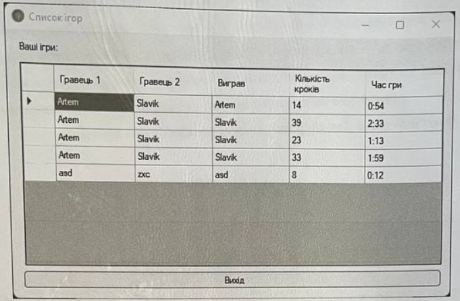 Список ігор
Ваші ігри:
Гравець 1 Гравець 2 Виграв Кількість кроків Час гри
Artem Slavik Artem 14 0:54
Artem Slavik Slavik 39 2:33
Artem Slavik Slavik 23 1:13
Artem Slavik Slavik 33 1:59
asd zxc asd 8 0:12
Вихід